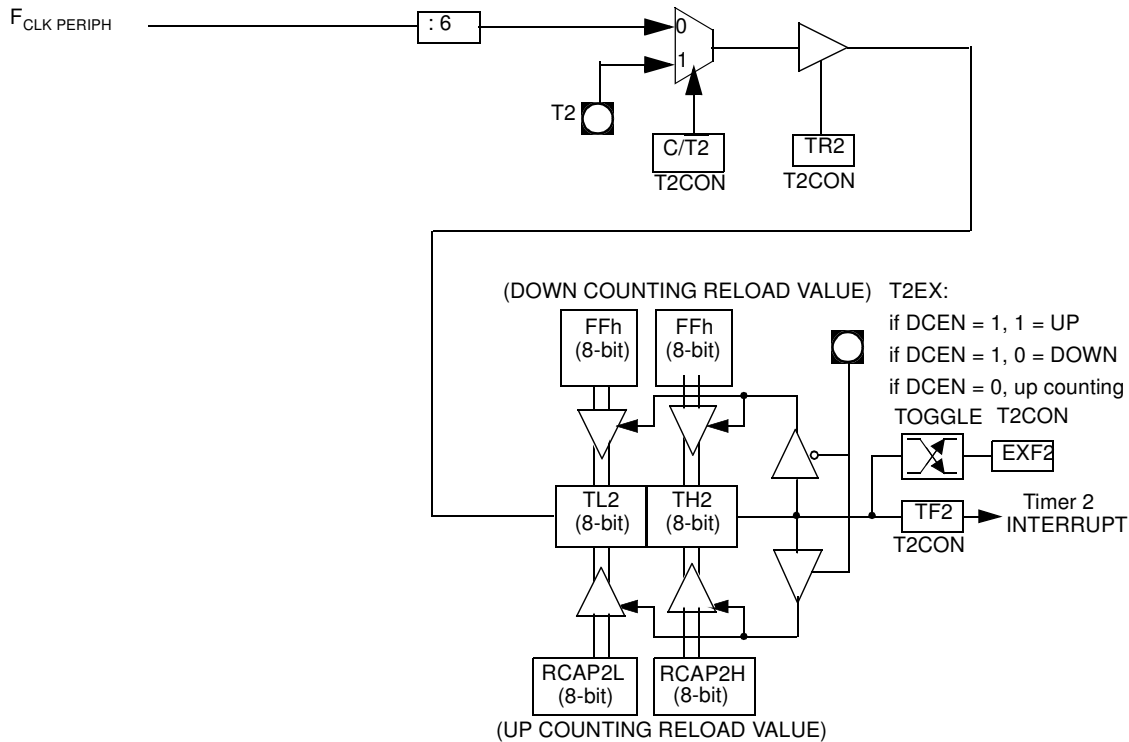 FCLK PERIPH
: 6
0
1
T2
C/T2
TR2
T2CON
T2CON
(DOWN COUNTING RELOAD VALUE)
T2EX:
if DCEN = 1, 1 = UP
if DCEN = 1, 0 = DOWN
if DCEN = 0, up counting
FFh
(8-bit)
FFh
(8-bit)
TOGGLE
T2CON
EXF2
TL2
(8-bit)
TH2
(8-bit)
TF2
T2CON
Timer 2
INTERRUPT
RCAP2L
(8-bit)
RCAP2H
(8-bit)
(UP COUNTING RELOAD VALUE)